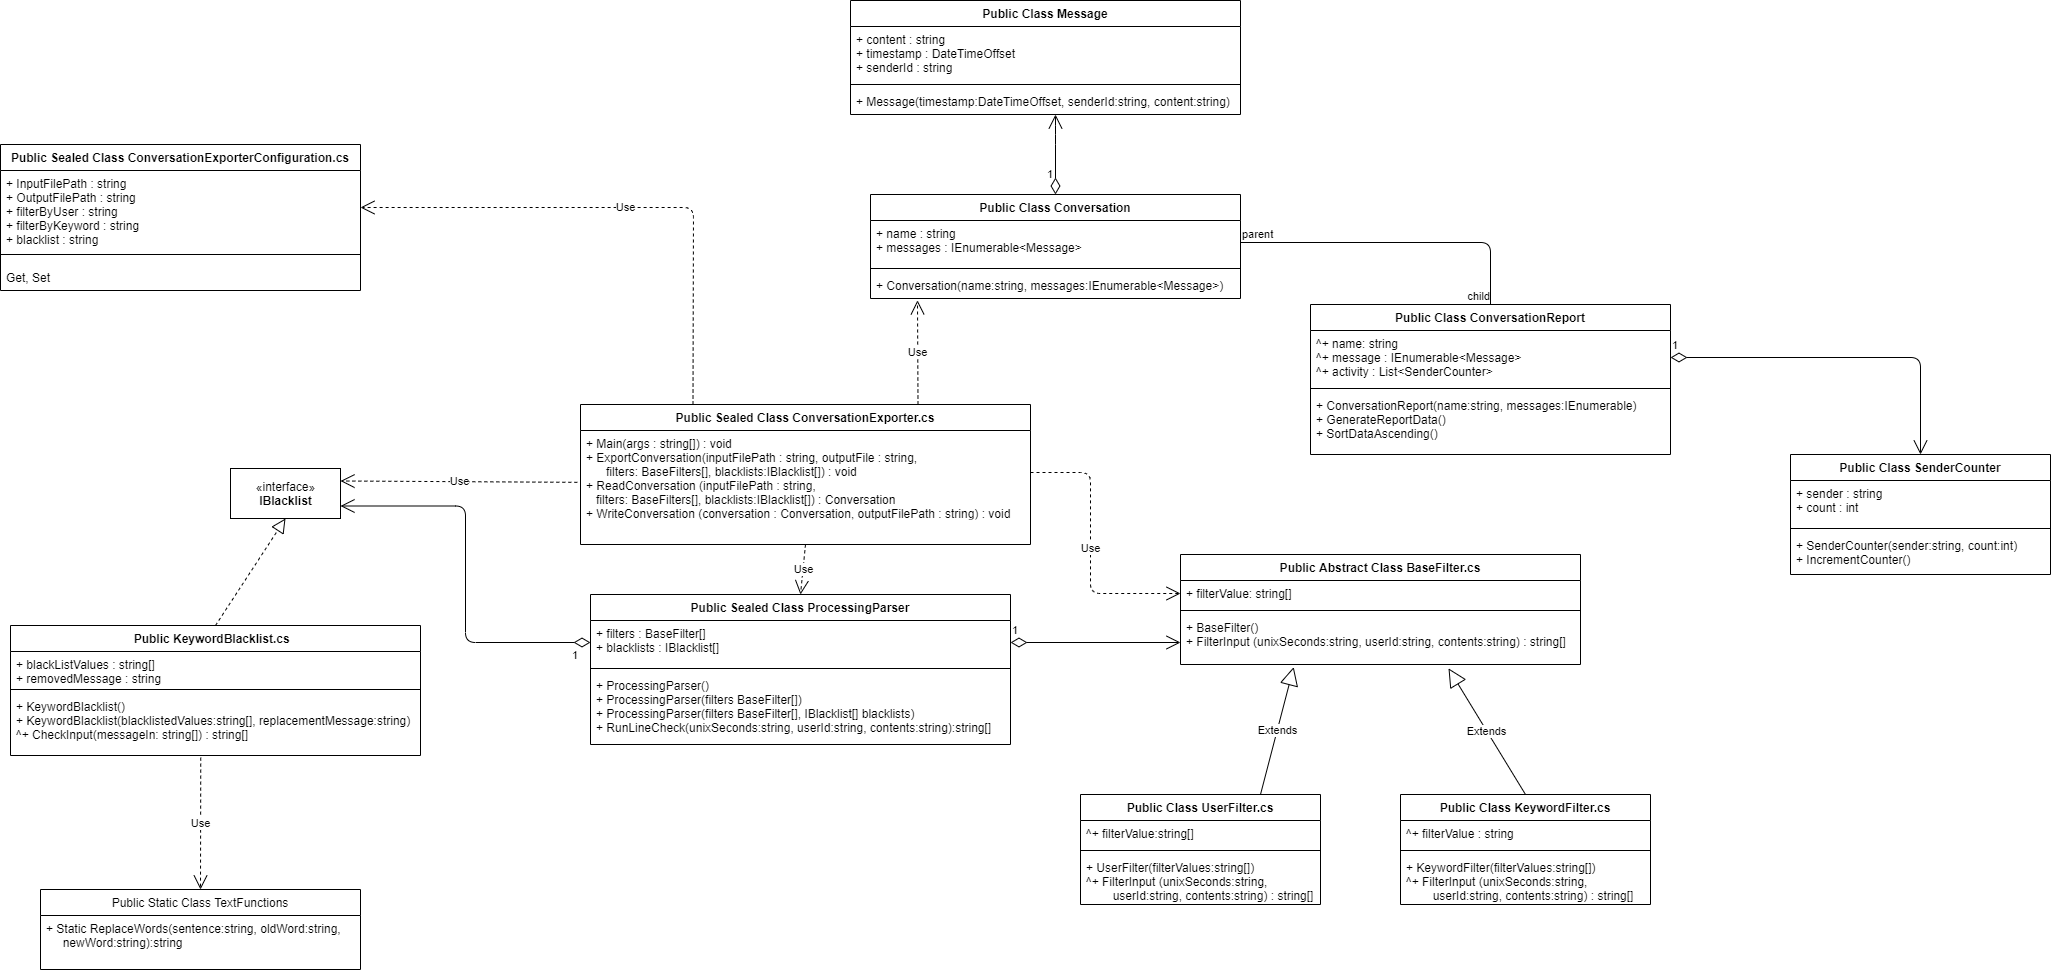 Public Class Message
+ content : string
+ timestamp : DateTimeOffset
+ senderId : string
+ Message(timestamp:DateTimeOffset, senderId:string, content:string)
1
Public Sealed Class ConversationExporterConfiguration.cs
+ InputFilePath : string
+ OutputFilePath : string
+ filterByUser : string
+ filterByKeyword : string
+ blacklist : string
Get, Set
Use
Public Class Conversation
+ name : string
+ messages : IEnumerable<Message>
+ Conversation(name:string, messages:IEnumerable<Message>)
parent
child
Use
Public Class ConversationReport
^+ name: string
^+ message : IEnumerable<Message>
^+ activity : List<SenderCounter>
+ ConversationReport(name:string, messages:IEnumerable)
+ GenerateReportData()
+ SortDataAscending()
1
Public Class SenderCounter
+ sender : string
+ count : int
+ SenderCounter(sender:string, count:int)
+ IncrementCounter()
Public Sealed Class ConversationExporter.cs
+ Main(args : string[]) : void
+ ExportConversation(inputFilePath : string, outputFile : string,
filters: BaseFilters[], blacklists:IBlacklist[]) : void
+ ReadConversation (inputFilePath : string,
filters: BaseFilters[], blacklists:IBlacklist[]) : Conversation
+ WriteConversation (conversation : Conversation, outputFilePath : string) : void
Use
«interface»
IBlacklist
Use
Use
Public Sealed Class ProcessingParser
+ filters : BaseFilter[]
+ blacklists : IBlacklist[]
+ ProcessingParser()
+ ProcessingParser(filters BaseFilter[])
+ ProcessingParser(filters BaseFilter[], IBlacklist[] blacklists)
+ RunLineCheck(unixSeconds:string, userId:string, contents:string):string[]
1
1
Public Abstract Class BaseFilter.cs
+ filterValue: string[]
+ BaseFilter()
+ FilterInput (unixSeconds:string, userId:string, contents:string) : string[]
Public KeywordBlacklist.cs
+ blackListValues : string[]
+ removedMessage : string
+ KeywordBlacklist()
+ KeywordBlacklist(blacklistedValues:string[], replacementMessage:string)
^+ CheckInput(messageIn: string[]) : string[]
Use
Extends
Extends
Public Class UserFilter.cs
^+ filterValue:string[]
+ UserFilter(filterValues:string[])
^+ FilterInput (unixSeconds:string,
userId:string, contents:string) : string[]
Public Class KeywordFilter.cs
^+ filterValue : string
+ KeywordFilter(filterValues:string[])
^+ FilterInput (unixSeconds:string,
userId:string, contents:string) : string[]
Public Static Class TextFunctions
+ Static ReplaceWords(sentence:string, oldWord:string,
newWord:string):string